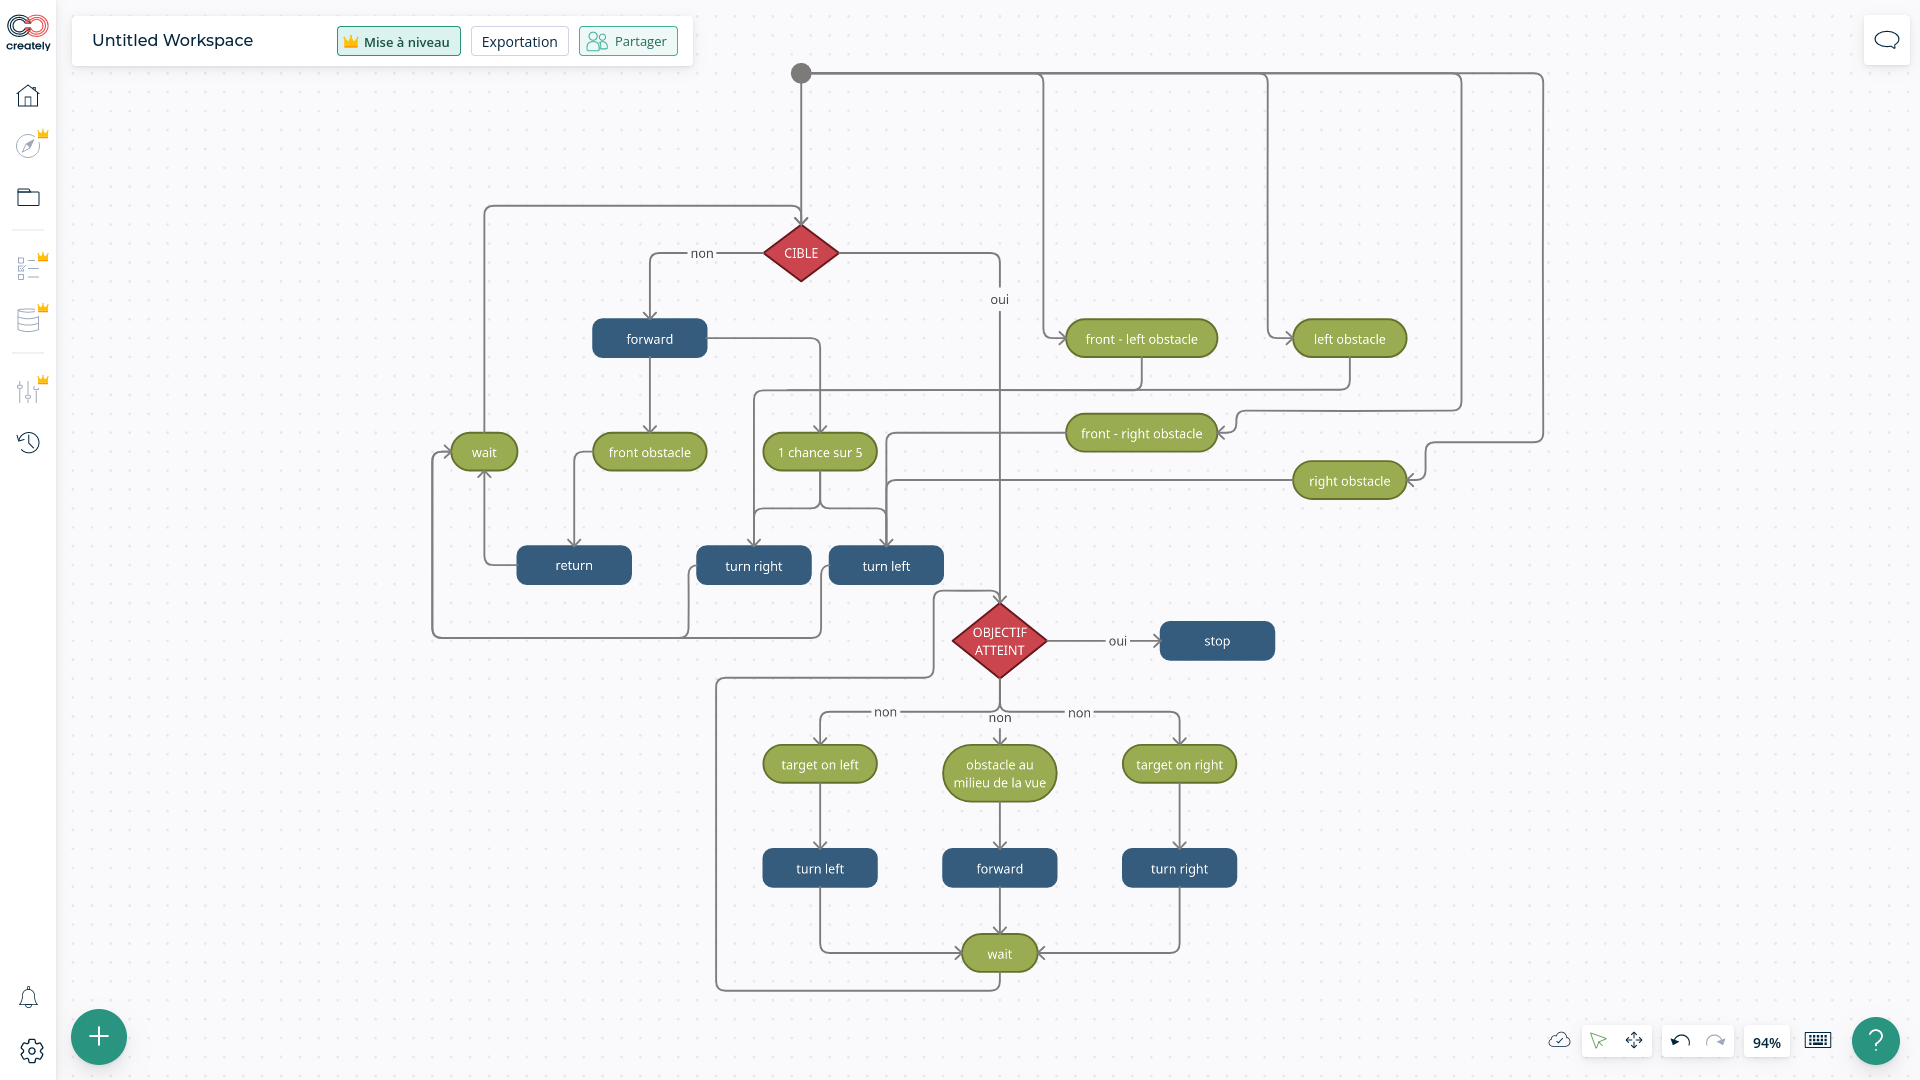 creately
Untitled Workspace
Mise à niveau
Exportation
Partager
non
CIBLE
oui
forward
front - left obstacle
left obstacle
wait
front obstacle
1 chance sur 5
front - right obstacle
right obstacle
return
turn right
turn left
OBJECTIF
ATTEINT
oui
stop
non
non
non
target on left
obstacle au
milieu de la vue
target on right
turn left
forward
turn right
wait
94%
?